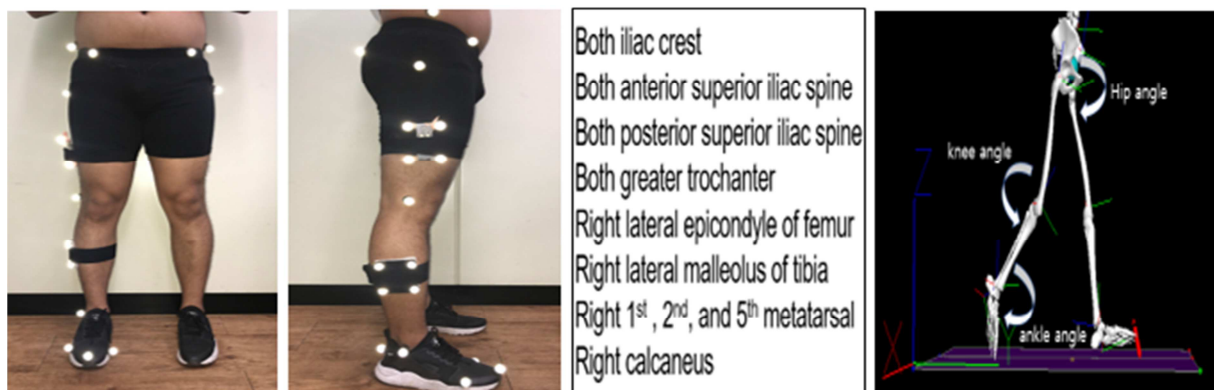 Both iliac crest
Both anterior superior iliac spine
Both posterior superior iliac spine
Both greater trochanter
Right lateral epicondyle of femur
Right lateral malleolus of tibia
Right 1st , 2nd, and 5th metatarsal
Right calcaneus
Hip angle
knee angle
ankle angle
Z
X
Y